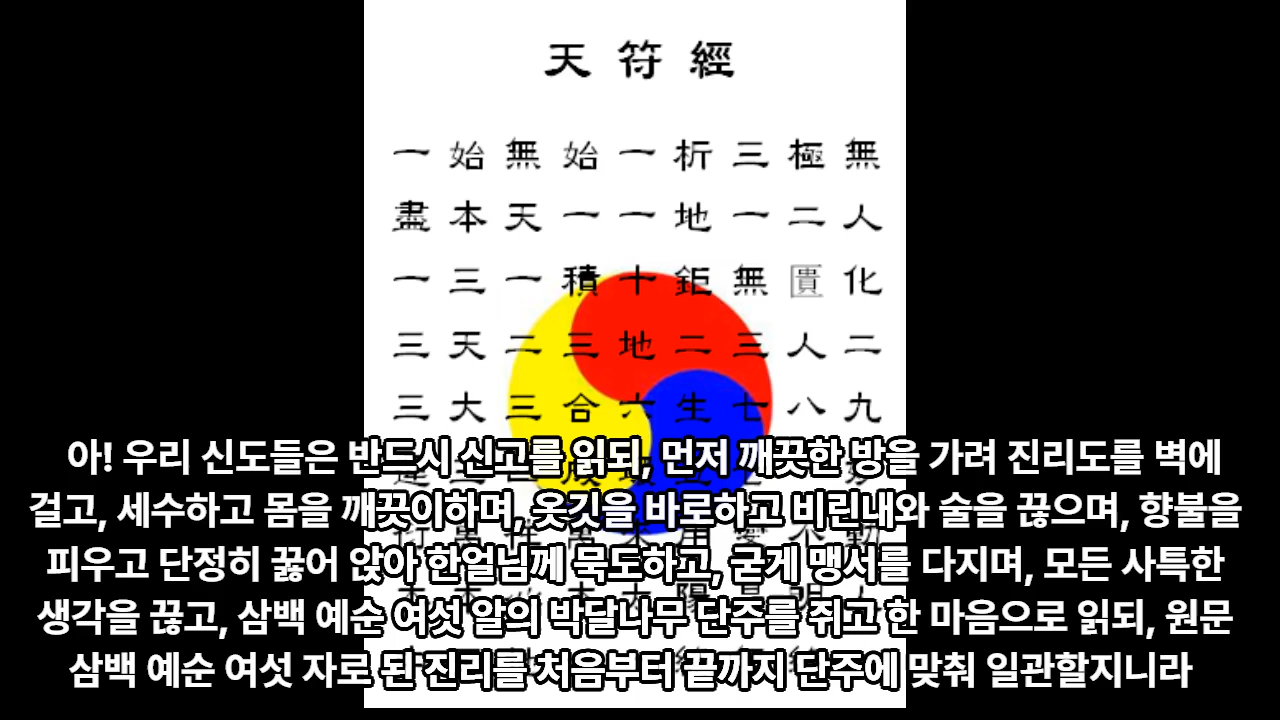 天符經
一始無始一析三極無
盡本天一一地一二人
一三一積十鉅無匱化
三天二三地二三人二
三大三合六生七八九
아! 우리 신도들은 반드시 신고를 읽되, 먼저 깨끗한 방을 가려 진리도를 벽에
걸고, 세수하고 몸을 깨끗이하며, 옷깃을 바로하고 비린내와 술을 끊으며, 향불을
피우고 단정히 꿇어 앉아 한얼님께 묵도하고, 굳게 맹서를 다지며, 모든 사특한
생각을 끊고, 삼백 예순 여섯 알의 박달나무 단주를 쥐고 한 마음으로 읽되, 원문
삼백 예순 여섯 자로 된 진리를 처음부터 끝까지 단주에 맞춰 일관할지니라